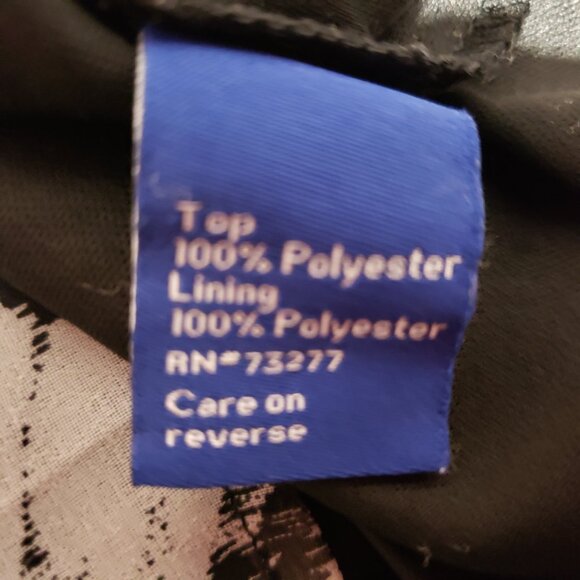 Top
100% Polyester
Lining
100% Polyester
RN#73277
Care on
reverse